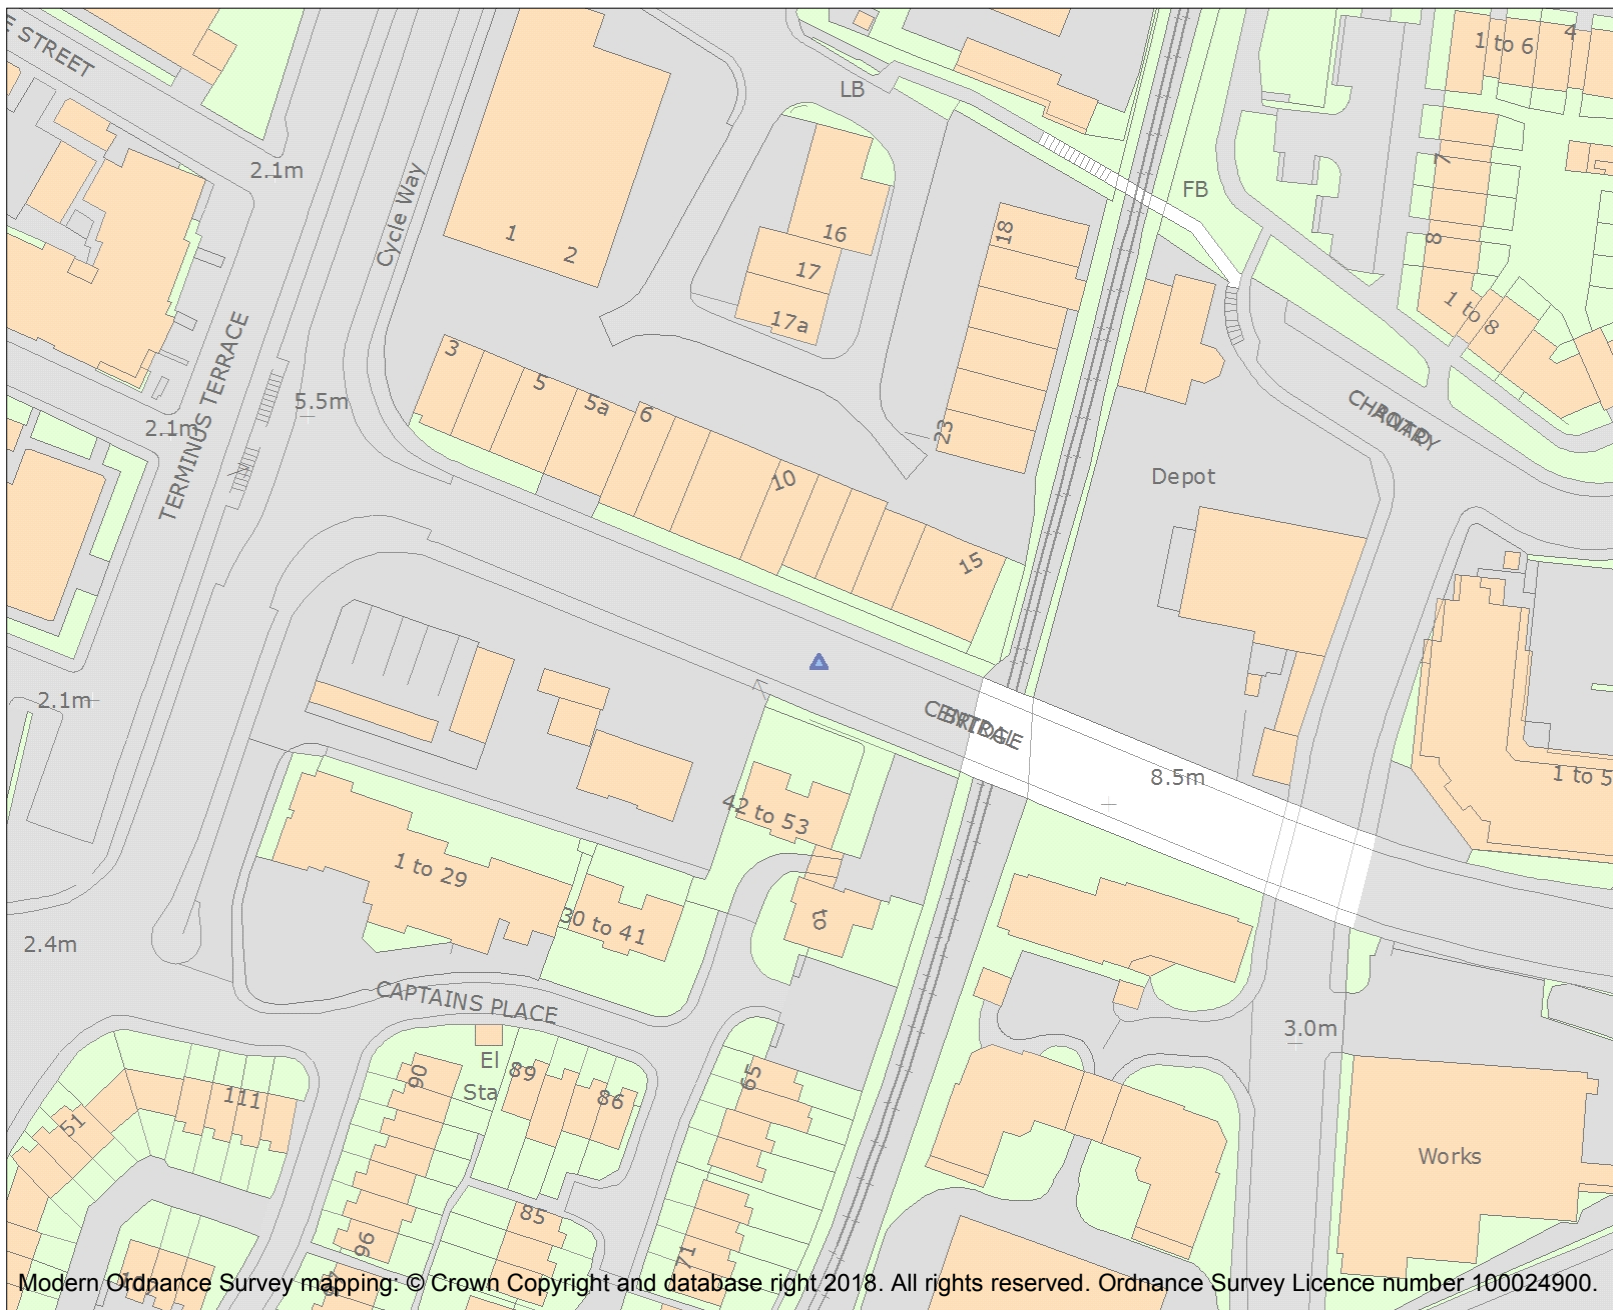 E STREET
LB
1 to 6
4
2.1m
Cycle Way
FB
7
8
1
2
16
17
17a
18
1 to 8
3
5
5a
6
5.5m
TERMINUS TERRACE
2.1m
23
CHANTRY
ROAD
Depot
10
15
2.1m
CENTRAL
BRIDGE
8.5m
1 to 5
42 to 53
1 to 29
30 to 41
2.4m
CAPTAINS PLACE
3.0m
El
Sta
90
89
86
65
111
51
Works
85
96
71
Modern Ordnance Survey mapping: © Crown Copyright and database right 2018. All rights reserved. Ordnance Survey Licence number 100024900.